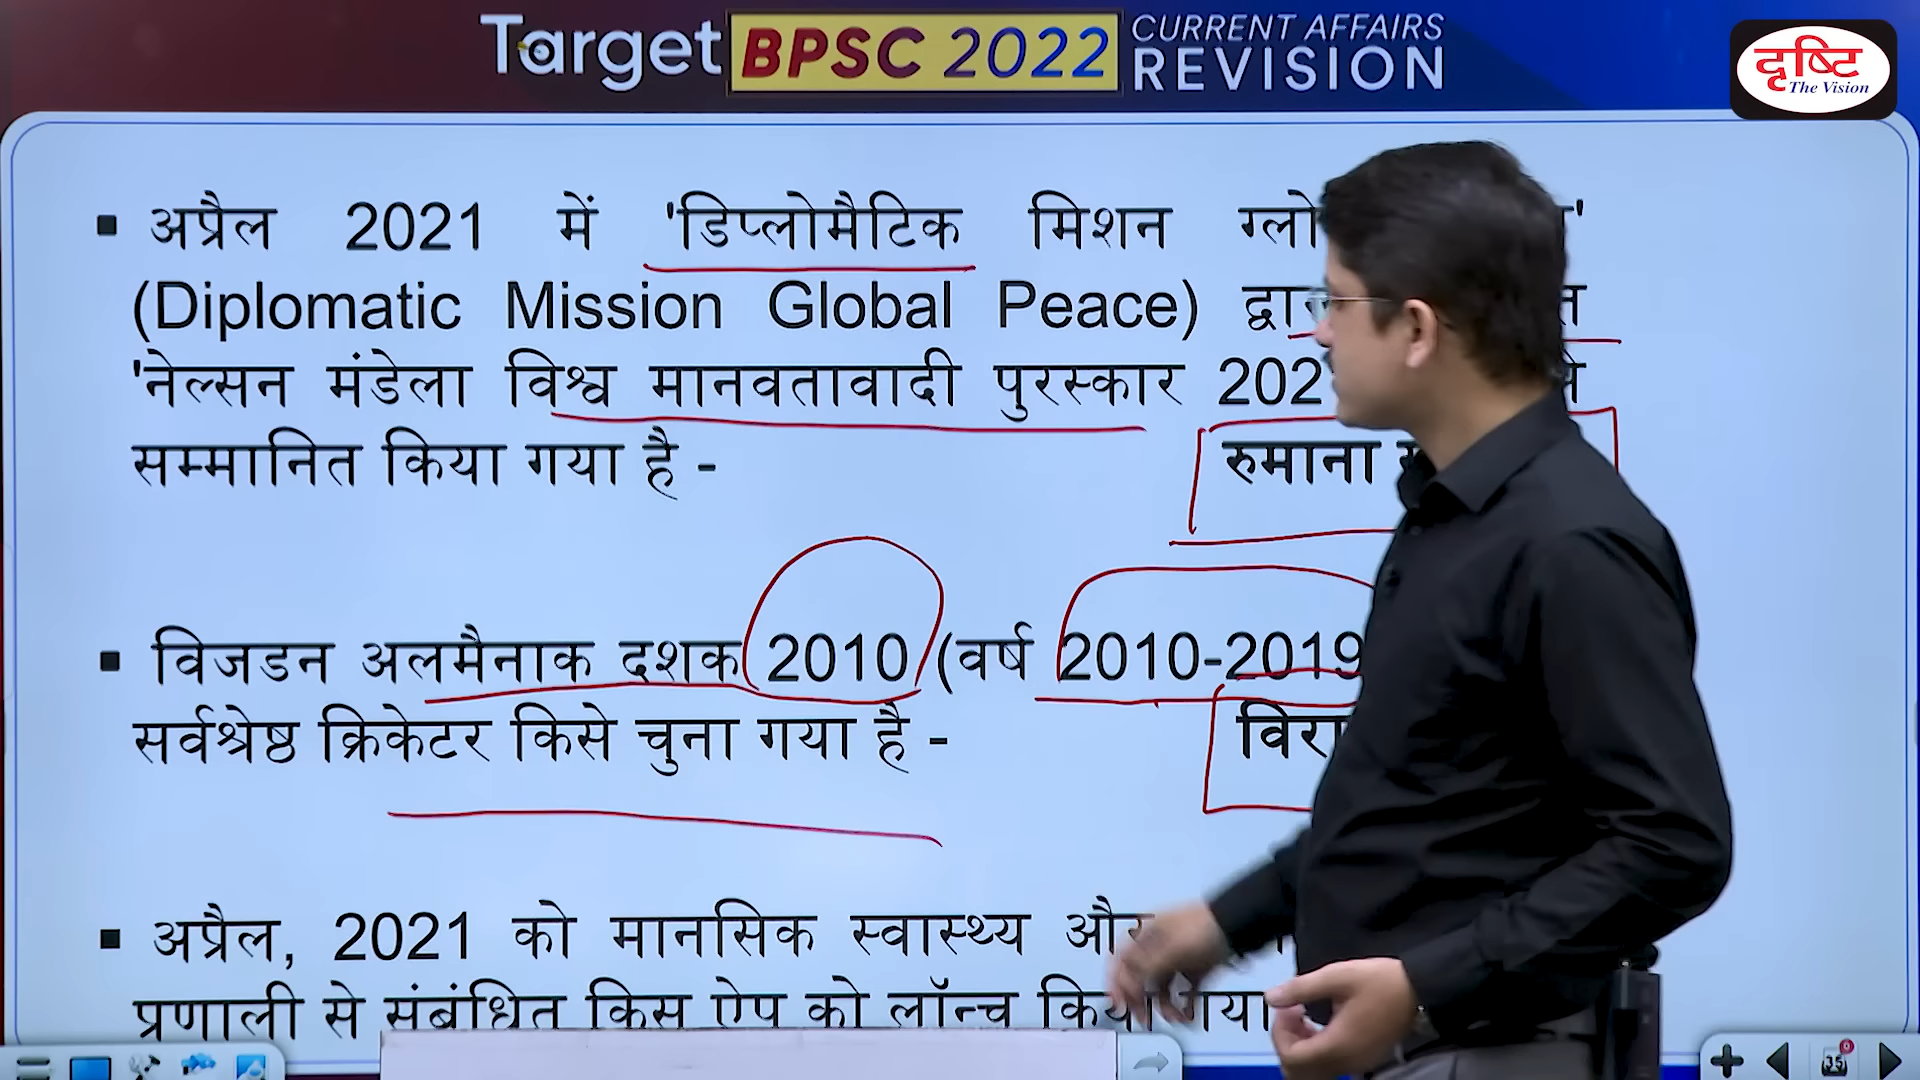 Target BPSC 2022 CURRENT AFFAIRS REVISION
दृष्टि
The Vision
▪ अप्रैल 2021 में 'डिप्लोमैटिक मिशन
(Diplomatic Mission Global Peace)
'नेल्सन मंडेला विश्व मानवतावादी पुरस्कार
सम्मानित किया गया है - रुमाना
▪ विजडन अलमैनाक दशक 2010 (वर्ष 2010-2019
सर्वश्रेष्ठ क्रिकेटर किसे चुना गया है -
▪ अप्रैल, 2021 को मानसिक स्वास्थ्य
प्रणाली से संबंधित किस ऐप को लॉन्च किया गया
35